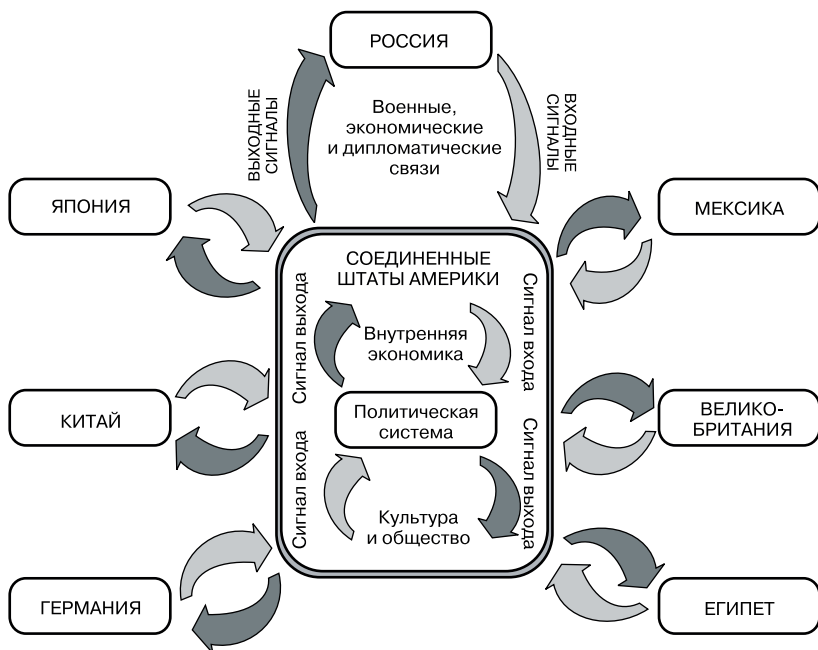 РОССИЯ
ВЫХОДНЫЕ
СИГНАЛЫ
Военные,
экономические
и дипломатические
связи
ВХОДНЫЕ
СИГНАЛЫ
ЯПОНИЯ
МЕКСИКА
СОЕДИНЕННЫЕ
ШТАТЫ АМЕРИКИ
Сигнал выхода
Внутренняя
экономика
Сигнал входа
КИТАЙ
Политическая
система
ВЕЛИКО-
БРИТАНИЯ
Сигнал входа
Культура
и общество
Сигнал выхода
ГЕРМАНИЯ
ЕГИПЕТ